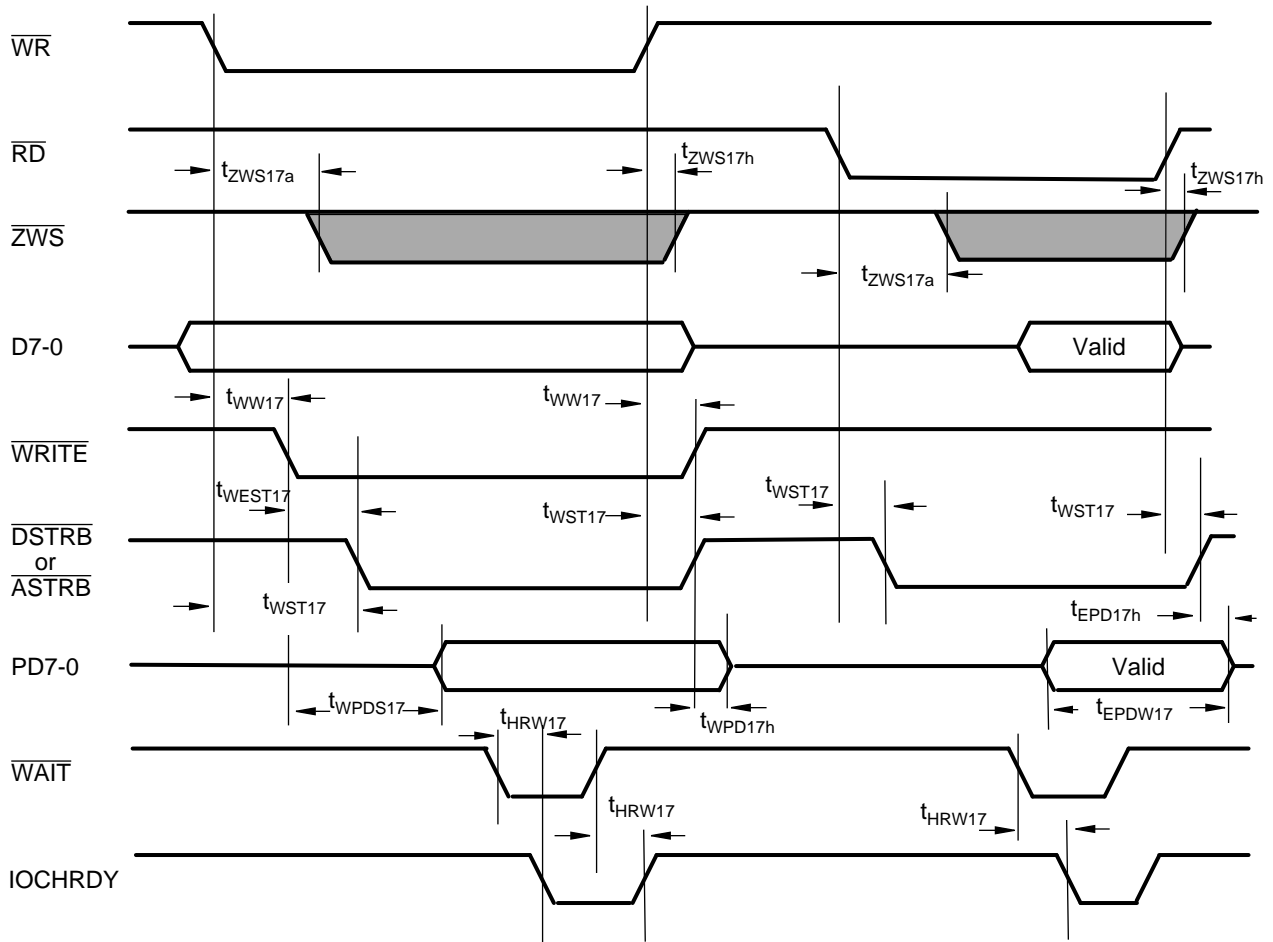 WR
RD
tZWS17a
tZWS17h
tZWS17h
ZWS
tZWS17a
D7-0
Valid
tWW17
tWW17
WRITE
tWEST17
tWST17
tWST17
tWST17
DSTRB
or
ASTRB
tWST17
tEPD17h
PD7-0
Valid
tWPDS17
tHRW17
tWPD17h
tEPDW17
WAIT
tHRW17
tHRW17
IOCHRDY